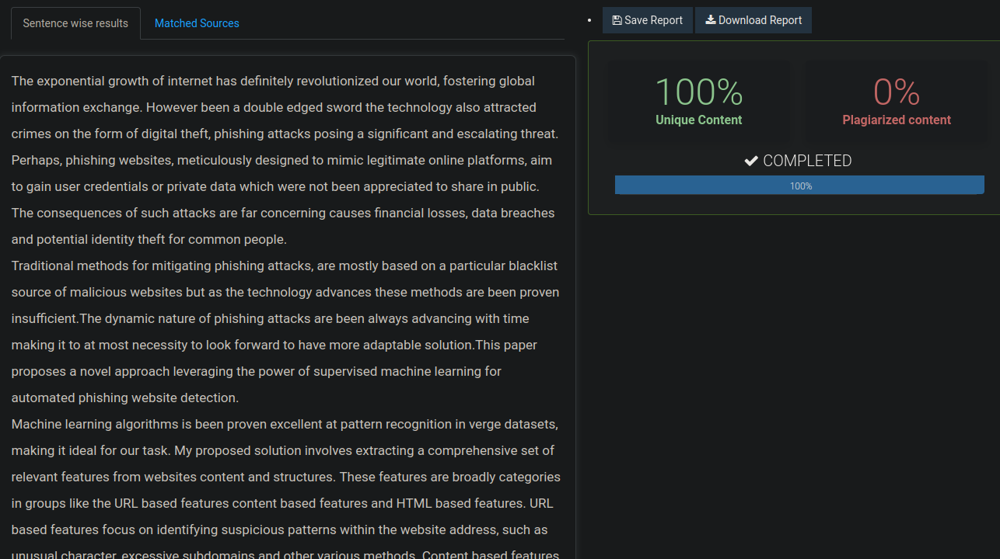 Sentence wise results
Matched Sources
The exponential growth of internet has definitely revolutionized our world, fostering global
information exchange. However been a double edged sword the technology also attracted
crimes on the form of digital theft, phishing attacks posing a significant and escalating threat.
Perhaps, phishing websites, meticulously designed to mimic legitimate online platforms, aim
to gain user credentials or private data which were not been appreciated to share in public.
The consequences of such attacks are far concerning causes financial losses, data breaches
and potential identity theft for common people.
Traditional methods for mitigating phishing attacks, are mostly based on a particular blacklist
source of malicious websites but as the technology advances these methods are been proven
insufficient.The dynamic nature of phishing attacks are been always advancing with time
making it to at most necessity to look forward to have more adaptable solution.This paper
proposes a novel approach leveraging the power of supervised machine learning for
automated phishing website detection.
Machine learning algorithms is been proven excellent at pattern recognition in verge datasets,
making it ideal for our task. My proposed solution involves extracting a comprehensive set of
relevant features from websites content and structures. These features are broadly categories
in groups like the URL based features content based features and HTML based features. URL
based features focus on identifying suspicious patterns within the website address, such as
unusual character, excessive subdomains and other various methods. Content based features
Save Report
Download Report
100%
Unique Content
0%
Plagiarized content
COMPLETED
100%